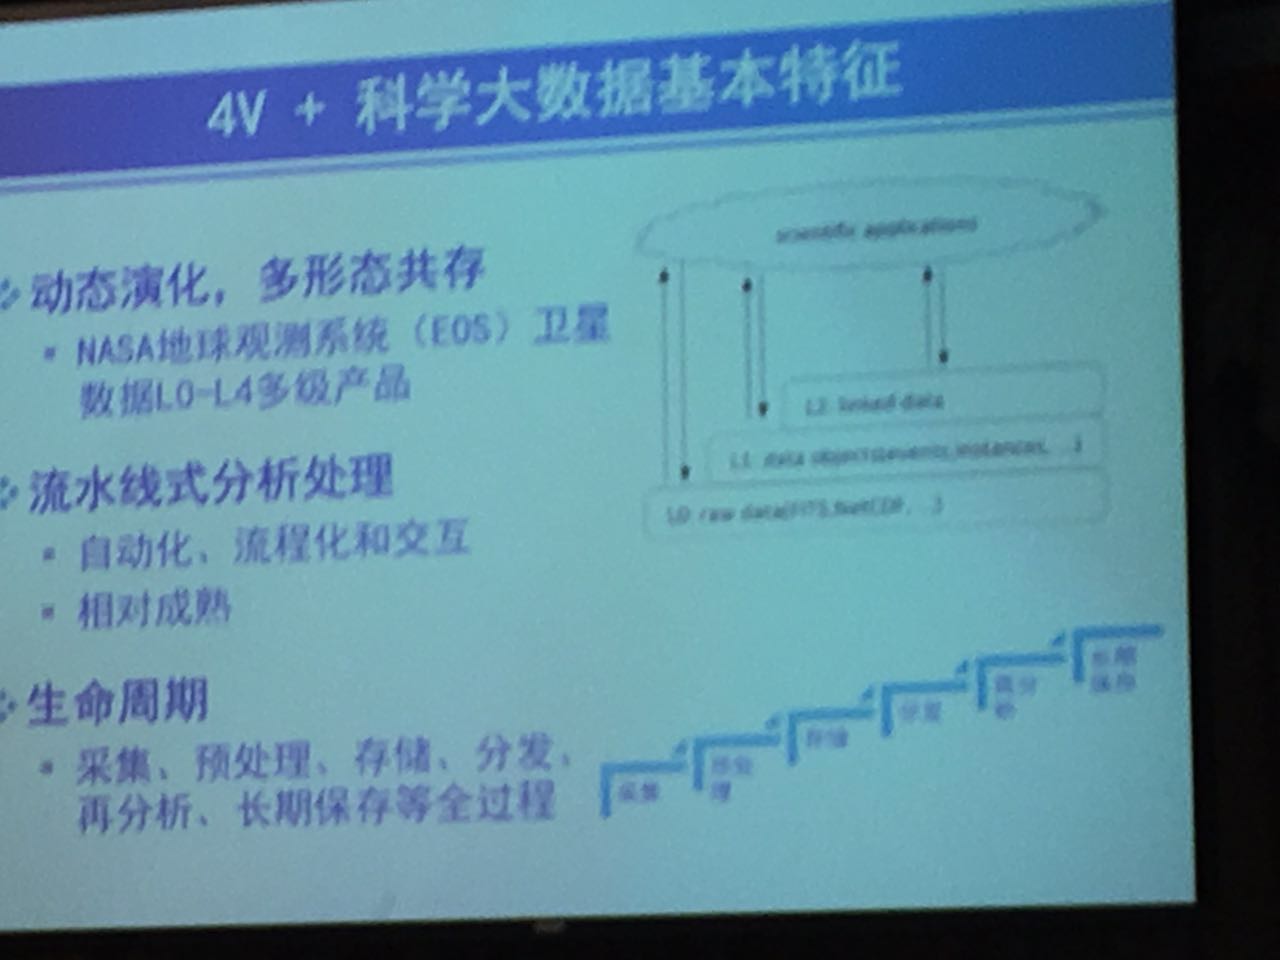 4V + 科学大数据基本特征
动态演化，多形态共存
NASA地球观测系统（EOS）卫星
数据L0-L4多级产品
流水线式分析处理
自动化、流程化和交互
相对成熟
生命周期
采集、预处理、存储、分发、
再分析、长期保存等全过程
scientific applications
L2: linked data
L1: data objects(events,instances, ...)
L0: raw data(FITS,NetCDF, ...)
采集
预处
理
存储
分发
再分
析
长期
保存